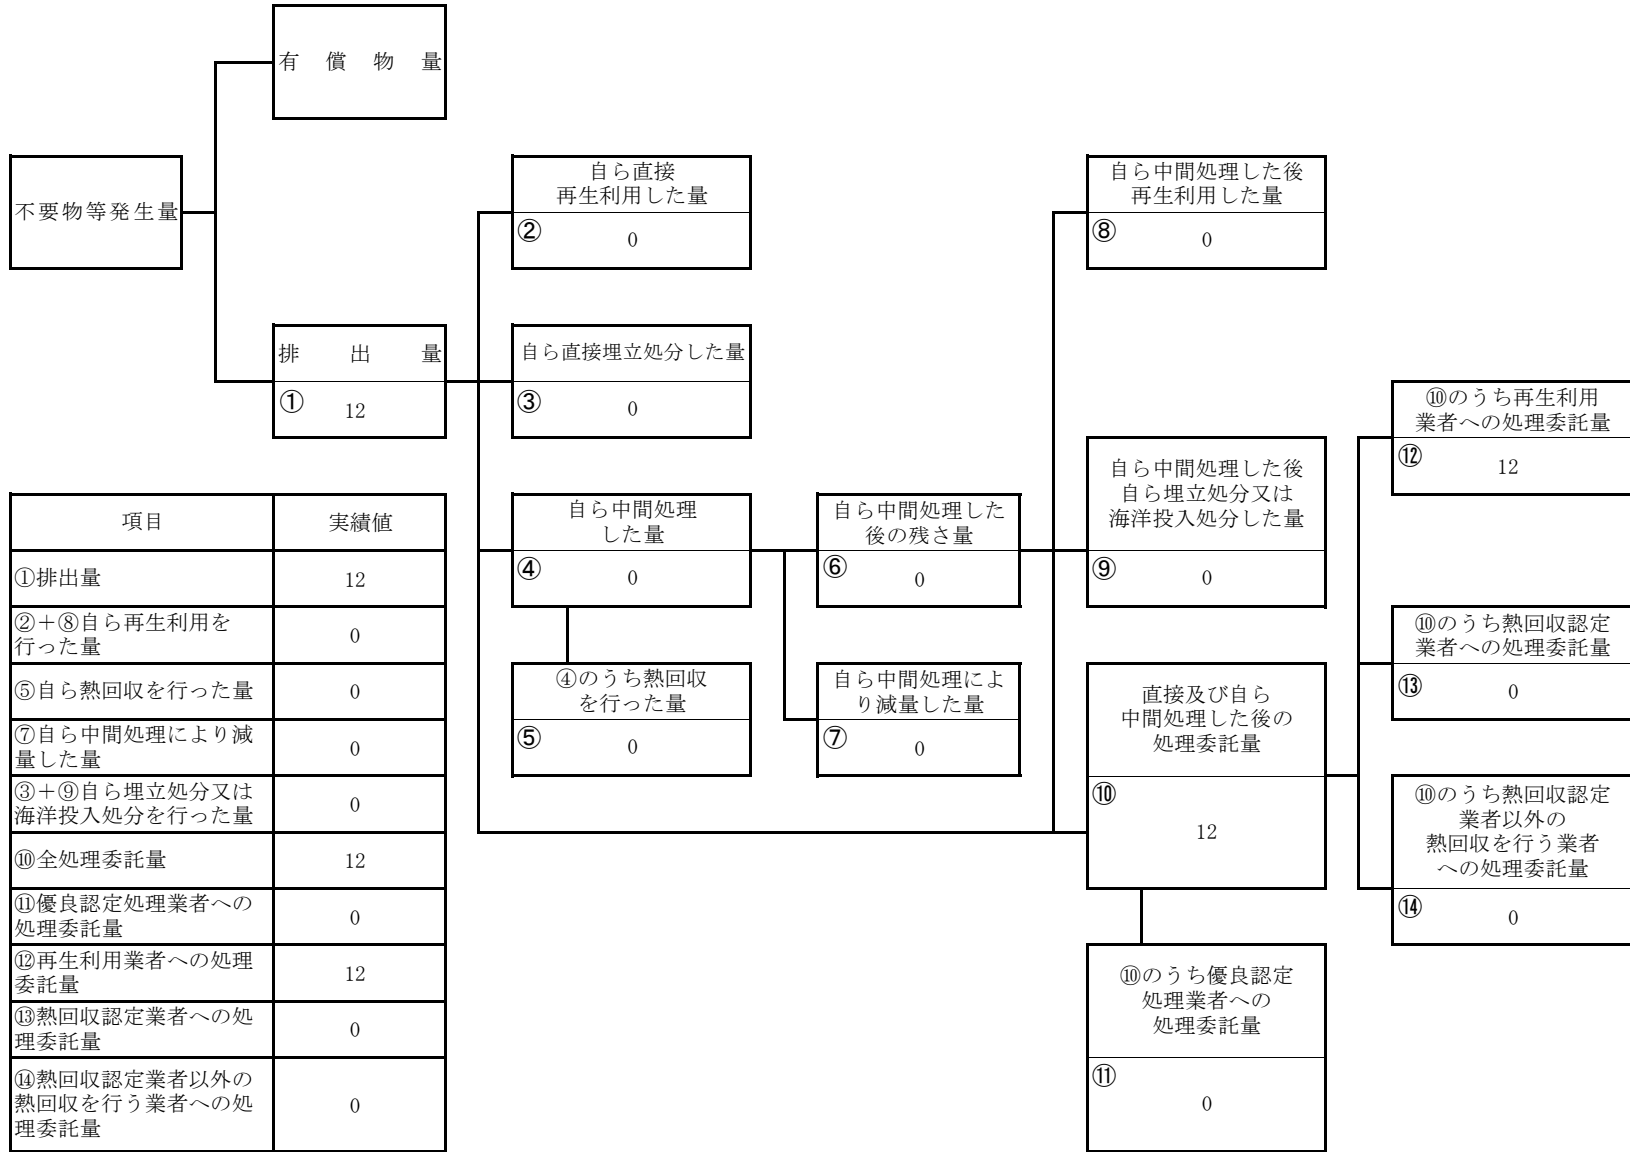 有償物量
不要物等発生量
排出量
① 12
自ら直接
再生利用した量
② 0
自ら直接埋立処分した量
③ 0
自ら中間処理
した量
④ 0
④のうち熱回収
を行った量
⑤ 0
自ら中間処理した
後の残さ量
⑥ 0
自ら中間処理によ
り減量した量
⑦ 0
自ら中間処理した後
再生利用した量
⑧ 0
自ら中間処理した後
自ら埋立処分又は
海洋投入処分した量
⑨ 0
直接及び自ら
中間処理した後の
処理委託量
⑩
12
⑩のうち優良認定
処理業者への
処理委託量
⑪
0
⑩のうち再生利用
業者への処理委託量
⑫ 12
⑩のうち熱回収認定
業者への処理委託量
⑬ 0
⑩のうち熱回収認定
業者以外の
熱回収を行う業者
への処理委託量
⑭ 0
項目 実績値
①排出量 12
②＋⑧自ら再生利用を
行った量 0
⑤自ら熱回収を行った量 0
⑦自ら中間処理により減
量した量 0
③＋⑨自ら埋立処分又は
海洋投入処分を行った量 0
⑩全処理委託量 12
⑪優良認定処理業者への
処理委託量 0
⑫再生利用業者への処理
委託量 12
⑬熱回収認定業者への処
理委託量 0
⑭熱回収認定業者以外の
熱回収を行う業者への処 0
理委託量